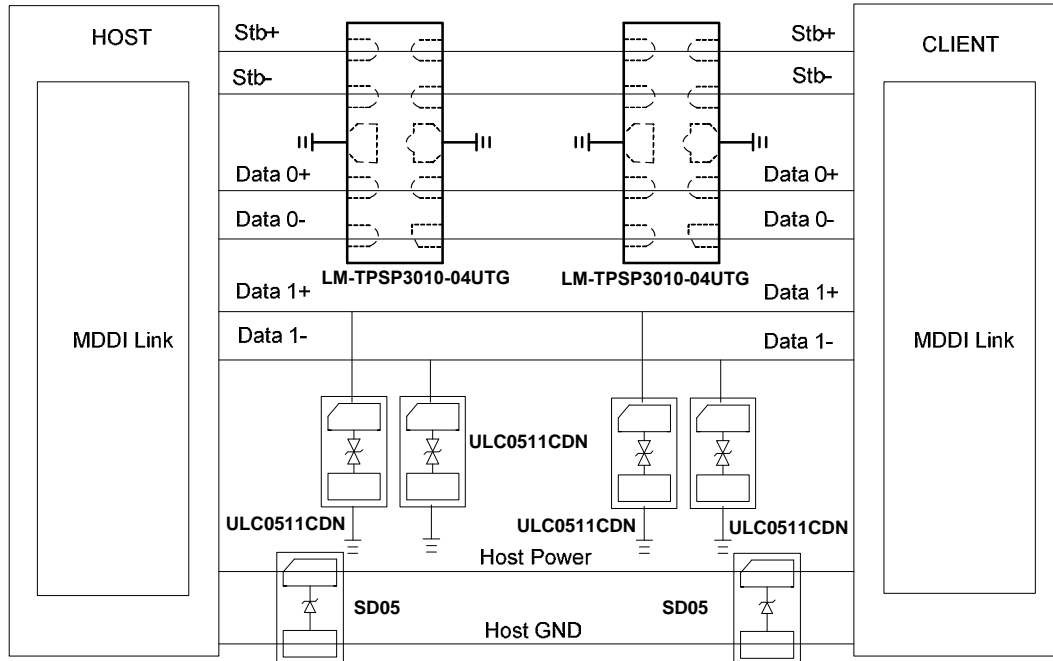 HOST
Stb+
Stb+
CLIENT
Stb-
Stb-
Data 0+
Data 0+
Data 0-
Data 0-
LM-TPSP3010-04UTG
LM-TPSP3010-04UTG
Data 1+
Data 1+
MDDI Link
Data 1-
Data 1-
MDDI Link
ULC0511CDN
ULC0511CDN
ULC0511CDN
ULC0511CDN
Host Power
SD05
SD05
Host GND